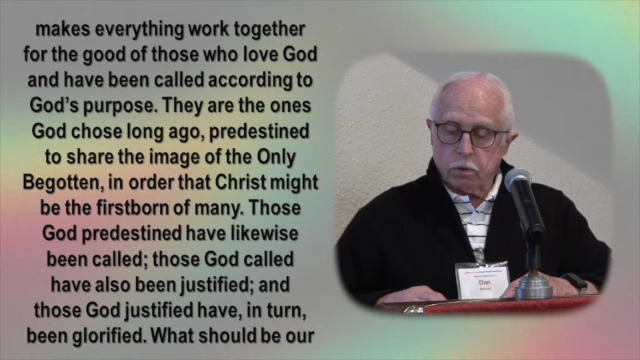 makes everything work together
for the good of those who love God
and have been called according to
God’s purpose. They are the ones
God chose long ago, predestined
to share the image of the Only
Begotten, in order that Christ might
be the firstborn of many. Those
God predestined have likewise
been called; those God called
have also been justified; and
those God justified have, in turn,
been glorified. What should be our
Dan